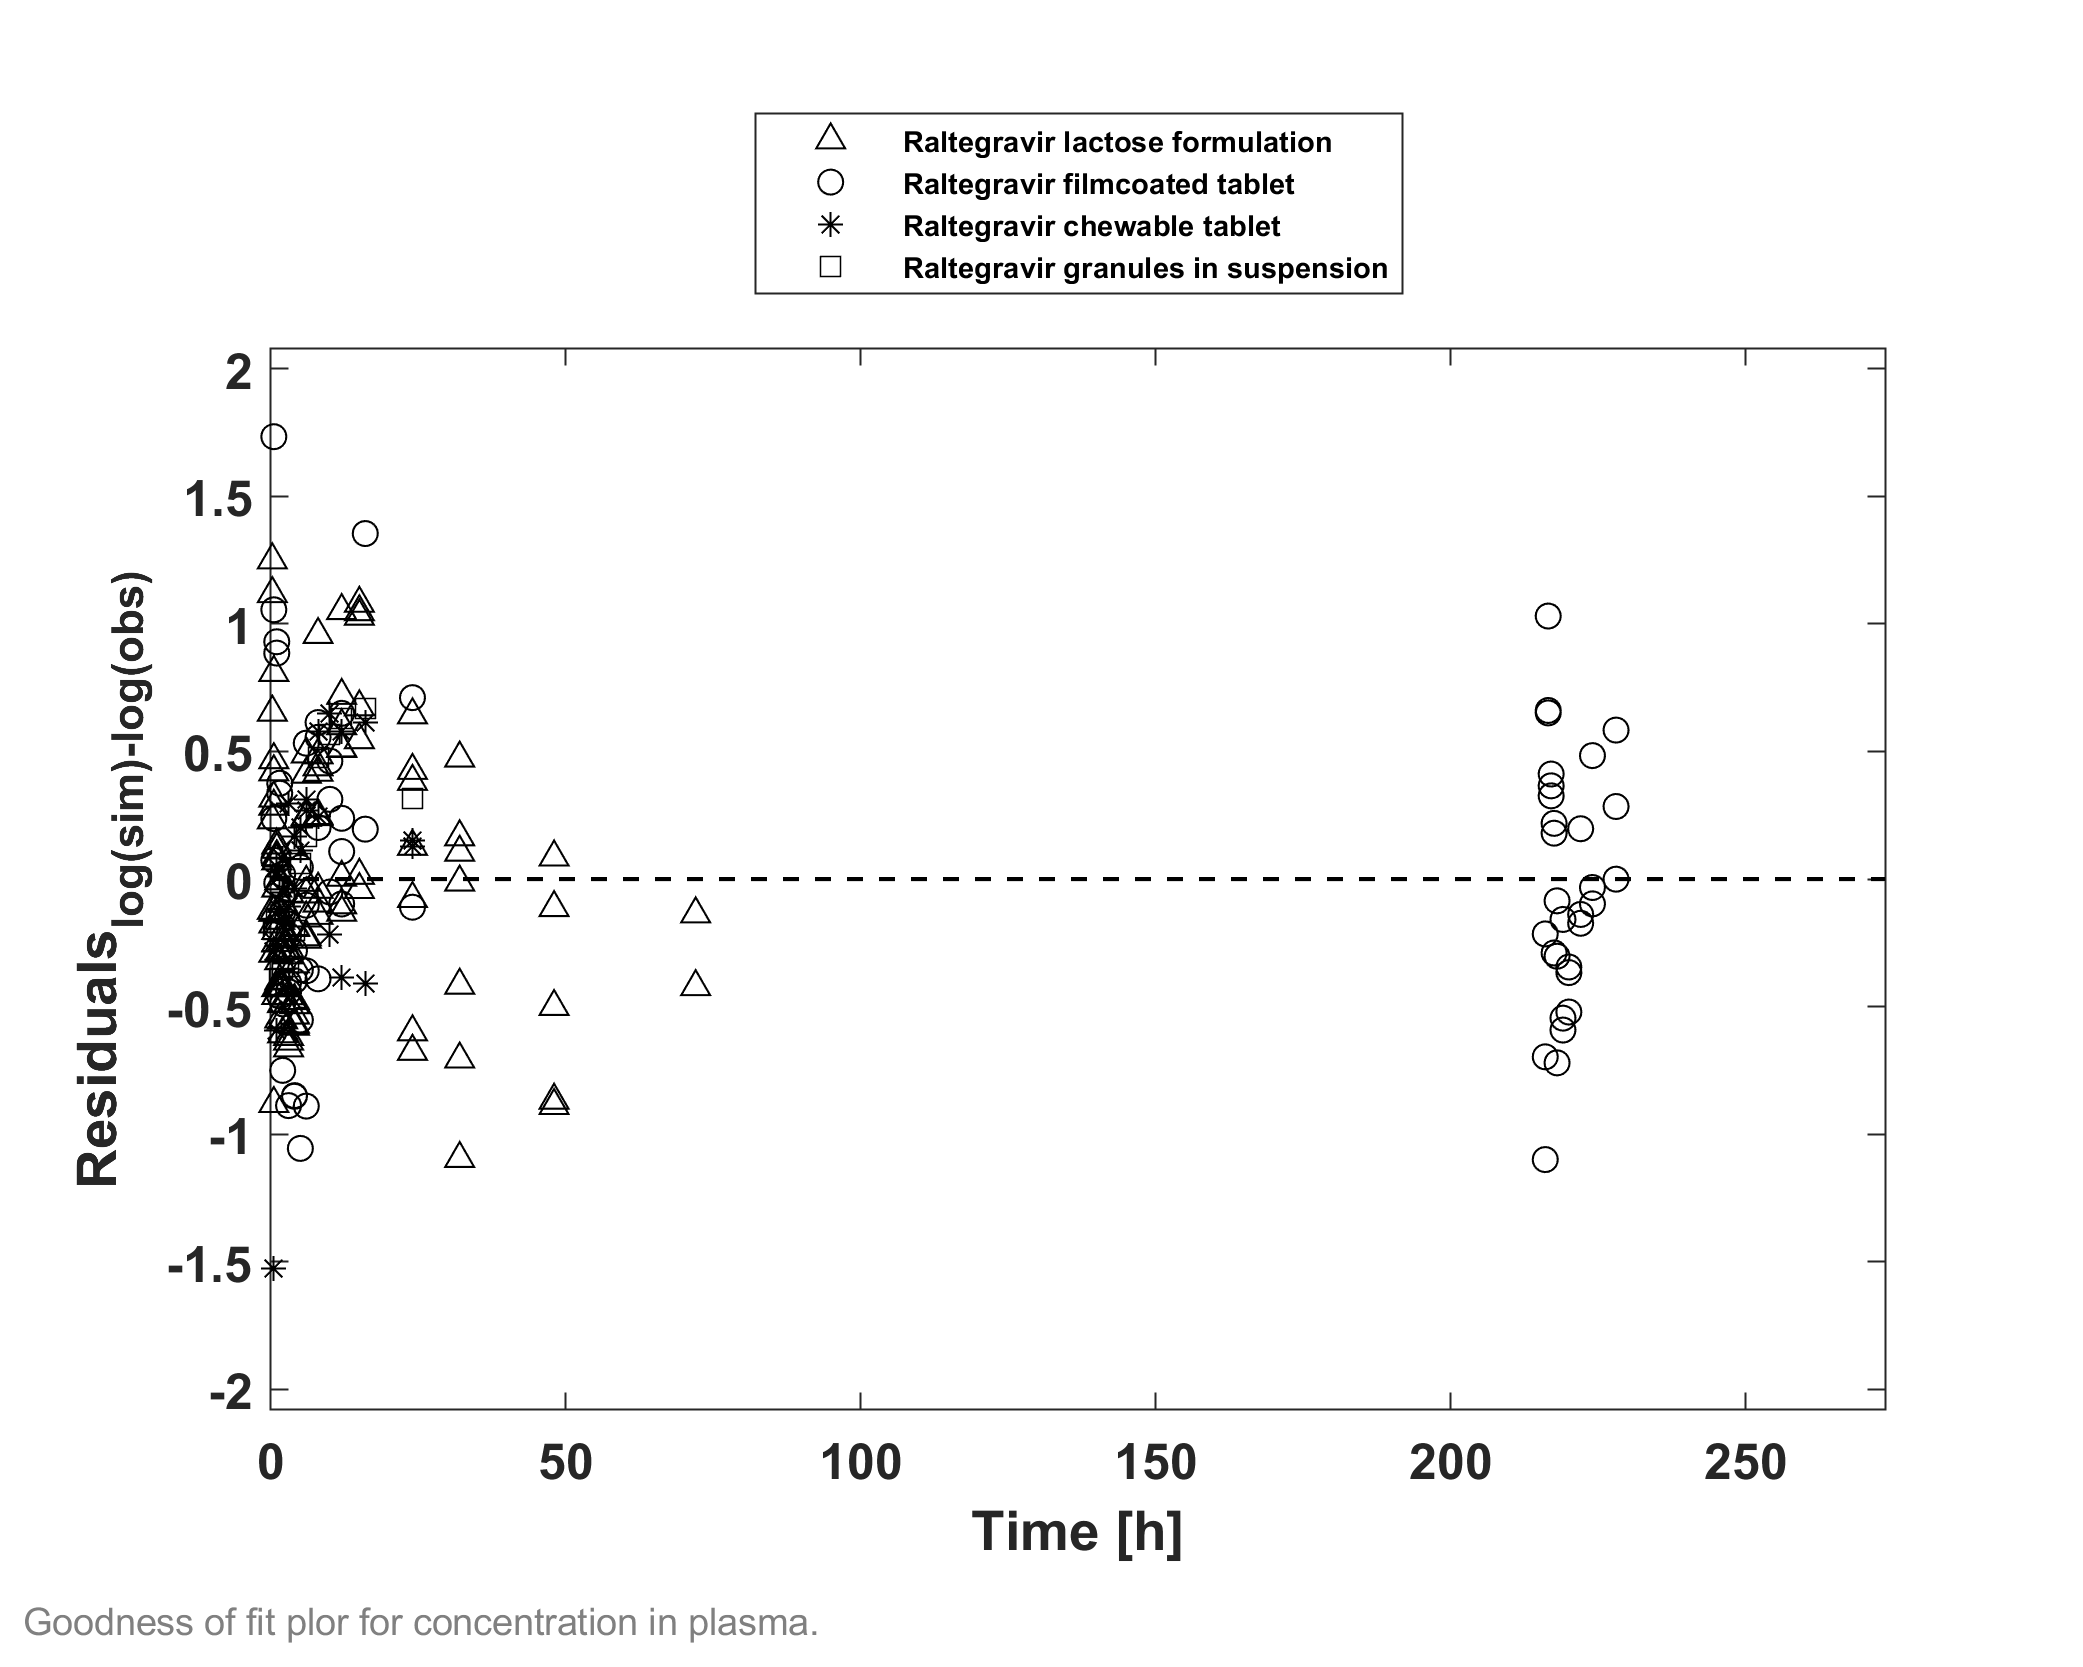 Raltegravir lactose formulation
Raltegravir filmcoated tablet
Raltegravir chewable tablet
Raltegravir granules in suspension
2
1.5
1
0.5
0
-0.5
-1
-1.5
-2
Residuals log(sim)-log(obs)
0 50 100 150 200 250
Time [h]
Goodness of fit plor for concentration in plasma.